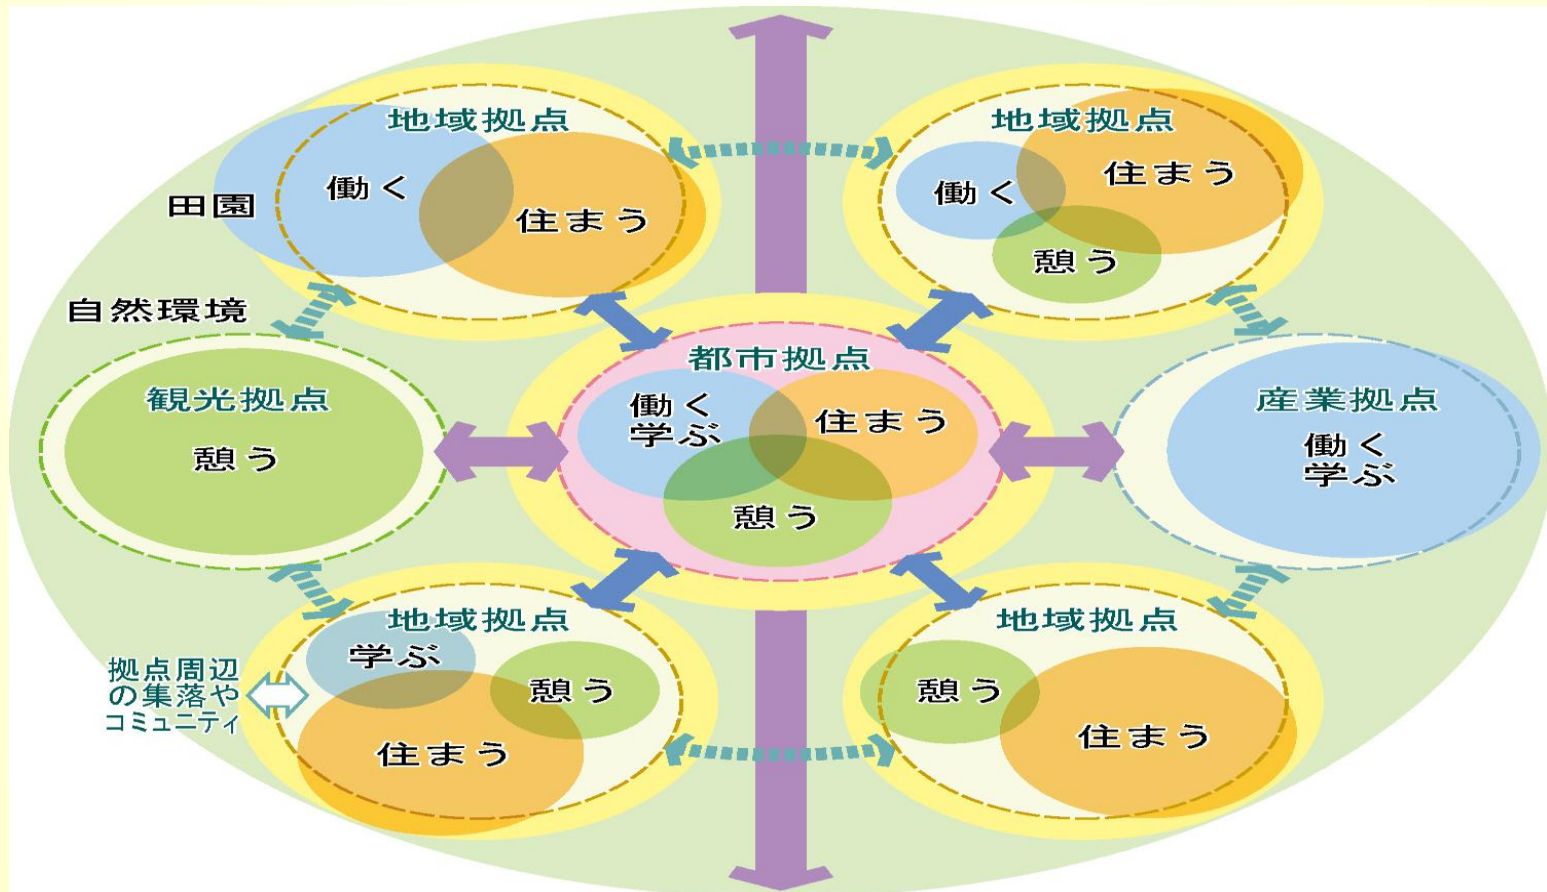 地域拠点
働く
住まう
田園
自然環境
地域拠点
働く
住まう
憩う
都市拠点
働く
学ぶ
住まう
憩う
観光拠点
憩う
産業拠点
働く
学ぶ
地域拠点
学ぶ
憩う
住まう
拠点周辺
の集落や
コミュニティ
地域拠点
憩う
住まう